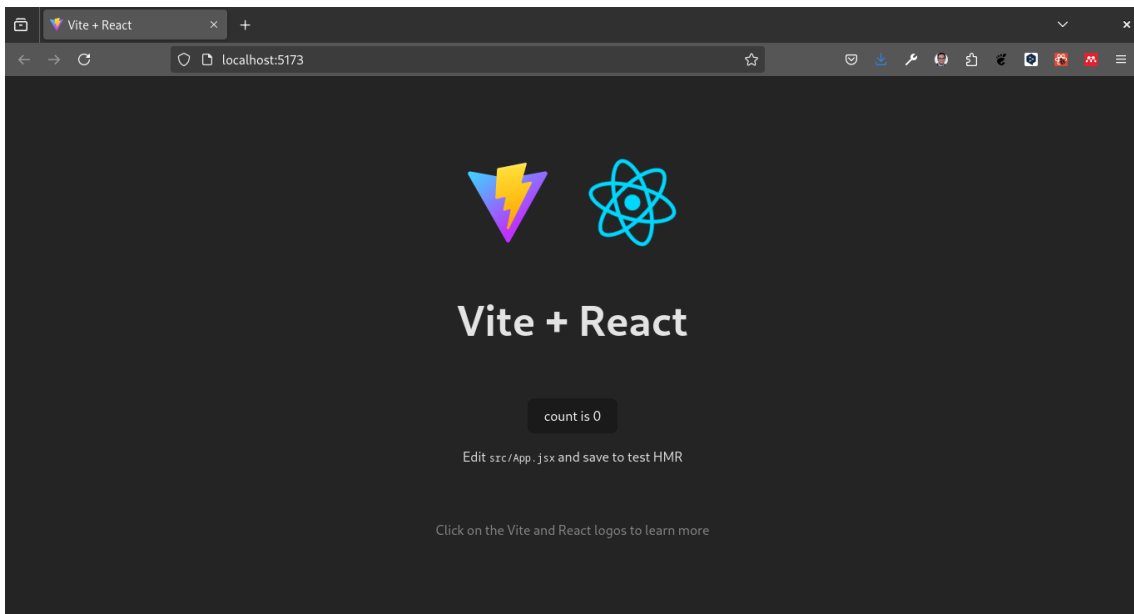 Vite + React
localhost:5173
Vite + React
count is 0
Edit src/App.jsx and save to test HMR
Click on the Vite and React logos to learn more